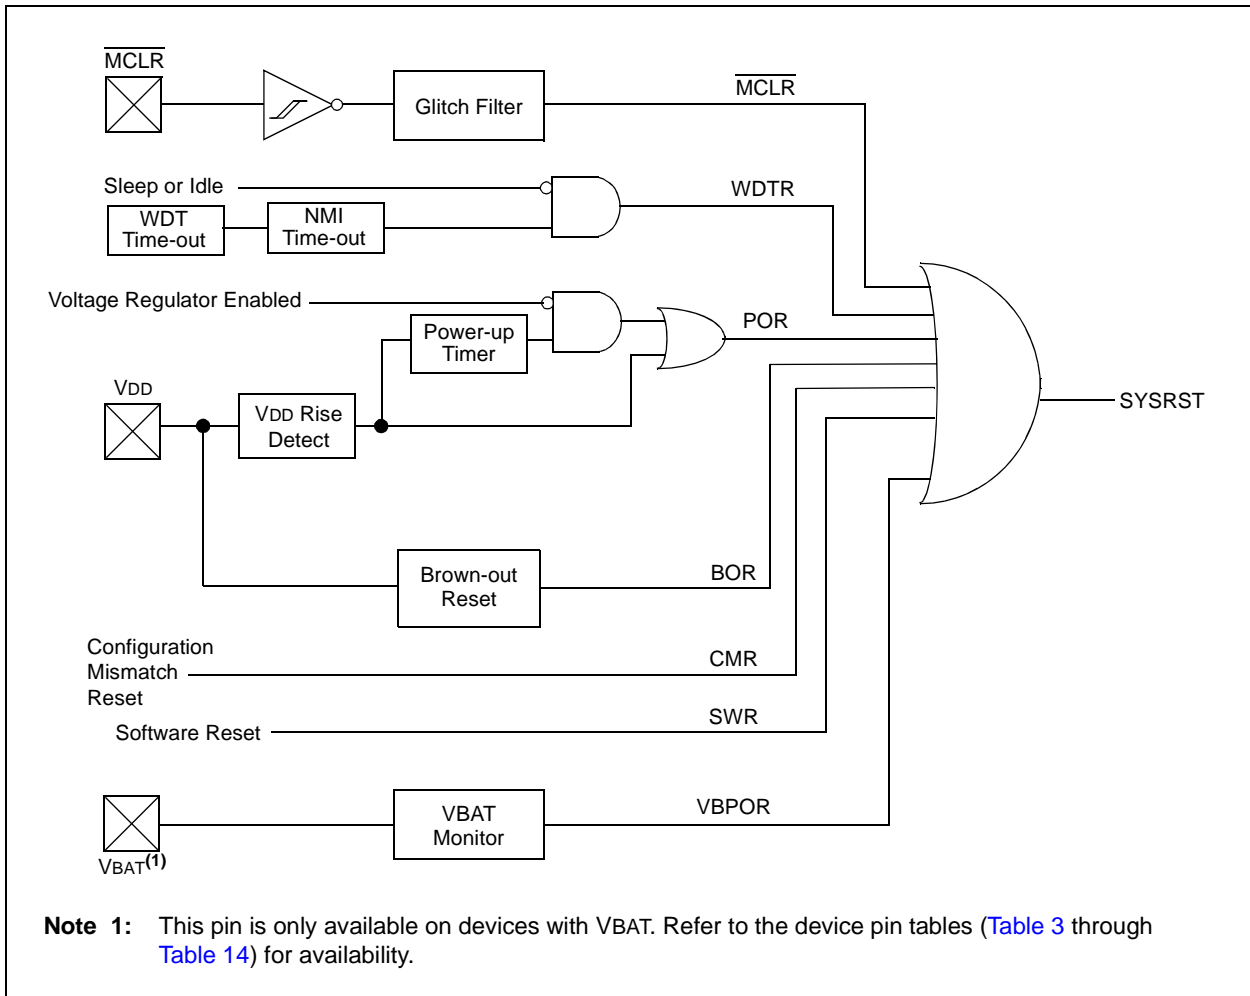 MCLR
Glitch Filter
MCLR
Sleep or Idle
WDT
Time-out
NMI
Time-out
WDTR
Voltage Regulator Enabled
Power-up
Timer
POR
VDD
VDD Rise
Detect
SYSRST
Brown-out
Reset
BOR
Configuration
Mismatch
Reset
CMR
Software Reset
SWR
VBAT
Monitor
VBPOR
VBAT(1)
Note 1: This pin is only available on devices with VBAT. Refer to the device pin tables (Table 3 through
Table 14) for availability.